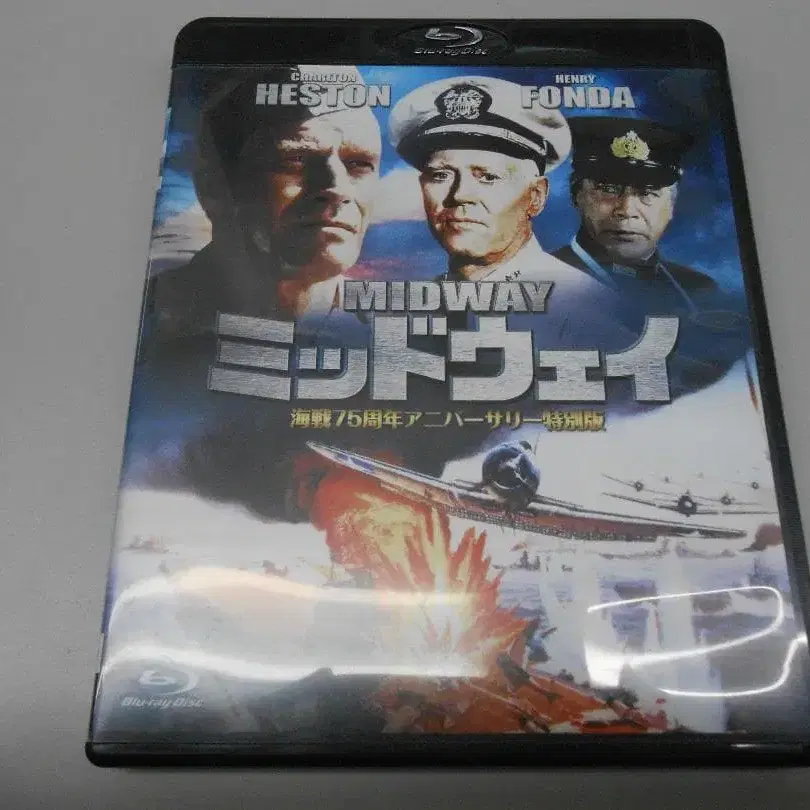 Blu-ray Disc
CHARLTON
HESTON
HENRY
FONDA
MIDWAY
ミッドウェイ
海戦75周年アニバーサリー特別版
Blu-ray Disc